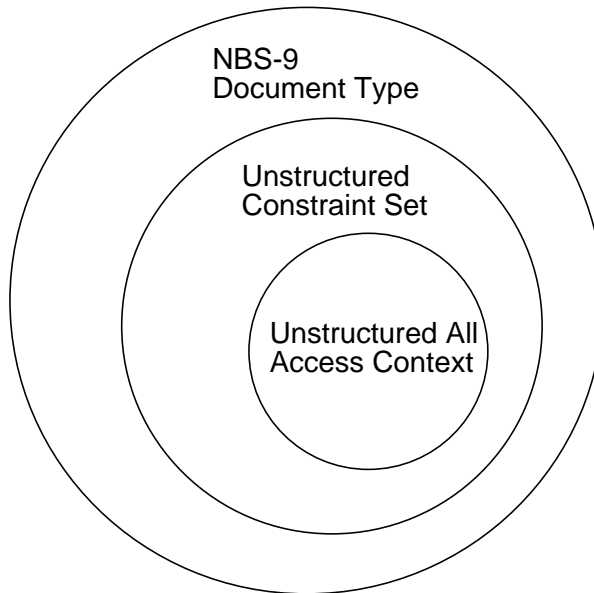 NBS-9
Document Type
Unstructured
Constraint Set
Unstructured All
Access Context